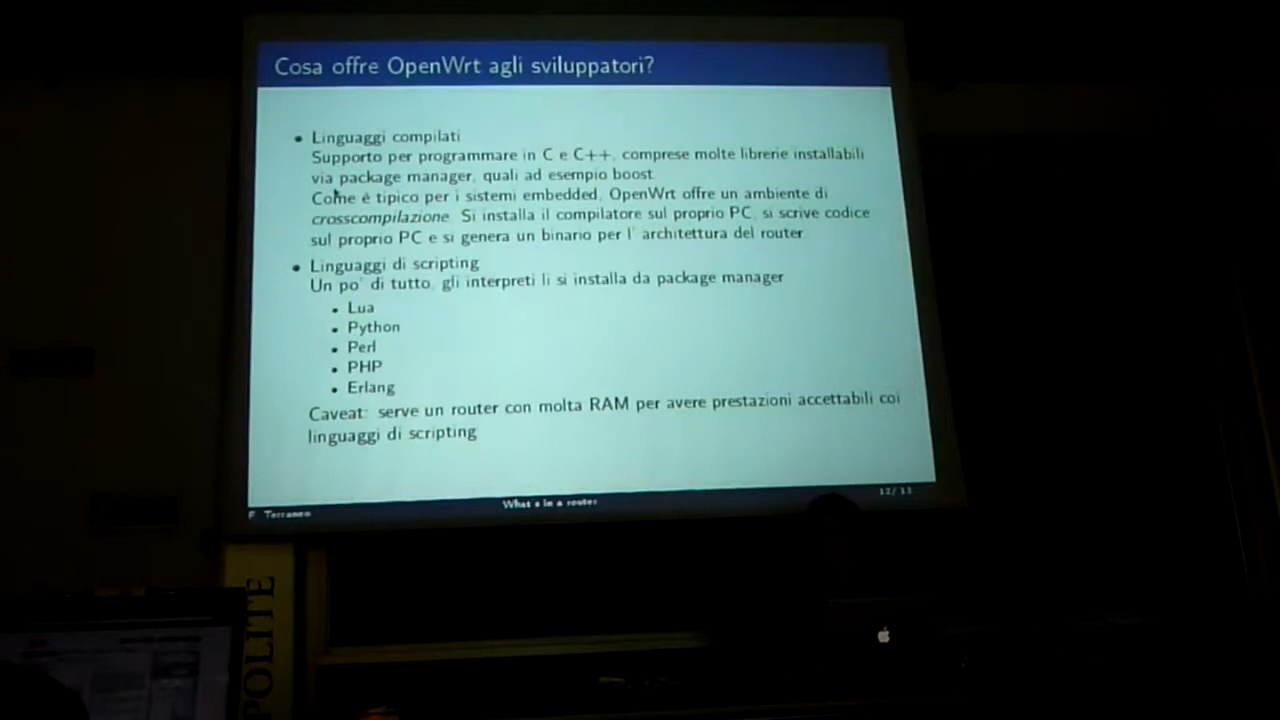 Cosa offre OpenWrt agli sviluppatori?
• Linguaggi compilati
Supporto per programmare in C e C++, comprese molte librerie installabili
via package manager, quali ad esempio bost
Come è tipico per i sistemi embedded, OpenWrt offre un ambiente di
crosscompilazione. Si installa il compilatore sul proprio PC, si scrive codice
sul proprio PC e si genera un binario per l' architettura del router
• Linguaggi di scripting
Un po' di tutto, gli interpreti li si installa da package manager
• Lua
• Python
• Perl
• PHP
• Erlang
Caveat: serve un router con molta RAM per avere prestazioni accettabili coi
linguaggi di scripting
F. Terraneo
What's in a router
12/ 13
POLITE